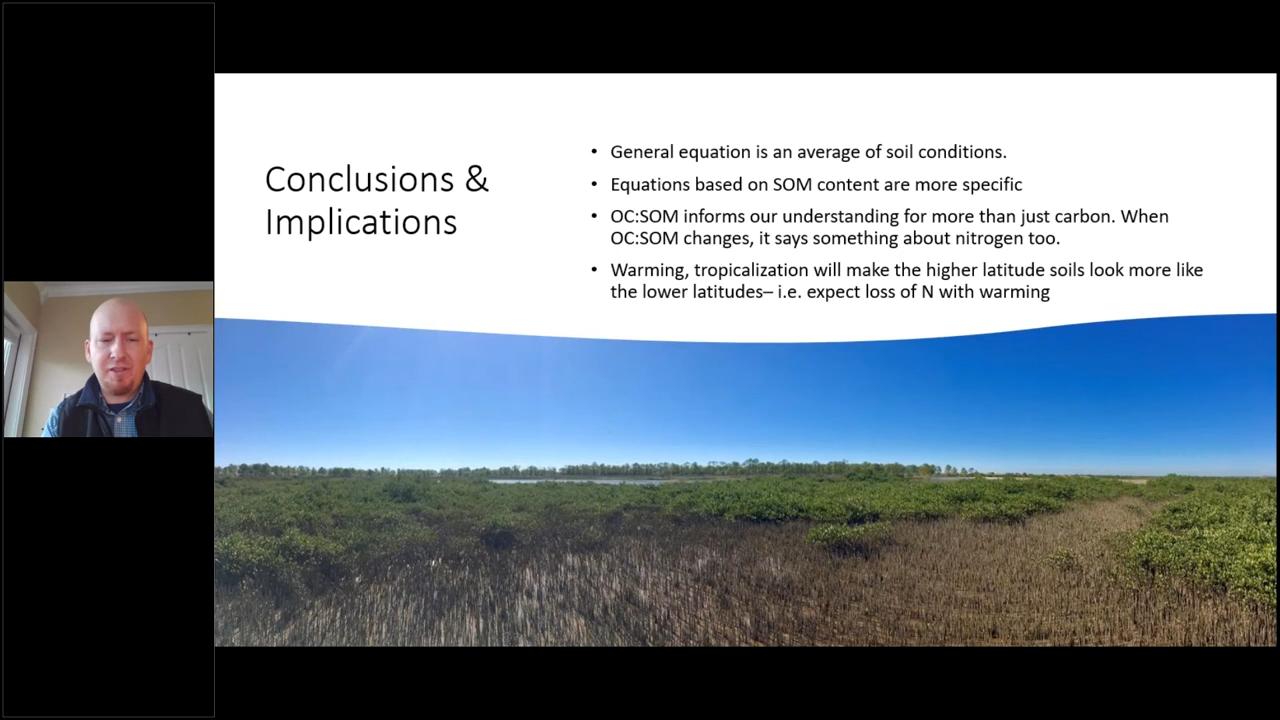 Conclusions &
Implications
• General equation is an average of soil conditions.
• Equations based on SOM content are more specific
• OC:SOM informs our understanding for more than just carbon. When
OC:SOM changes, it says something about nitrogen too.
• Warming, tropicalization will make the higher latitude soils look more like
the lower latitudes– i.e. expect loss of N with warming